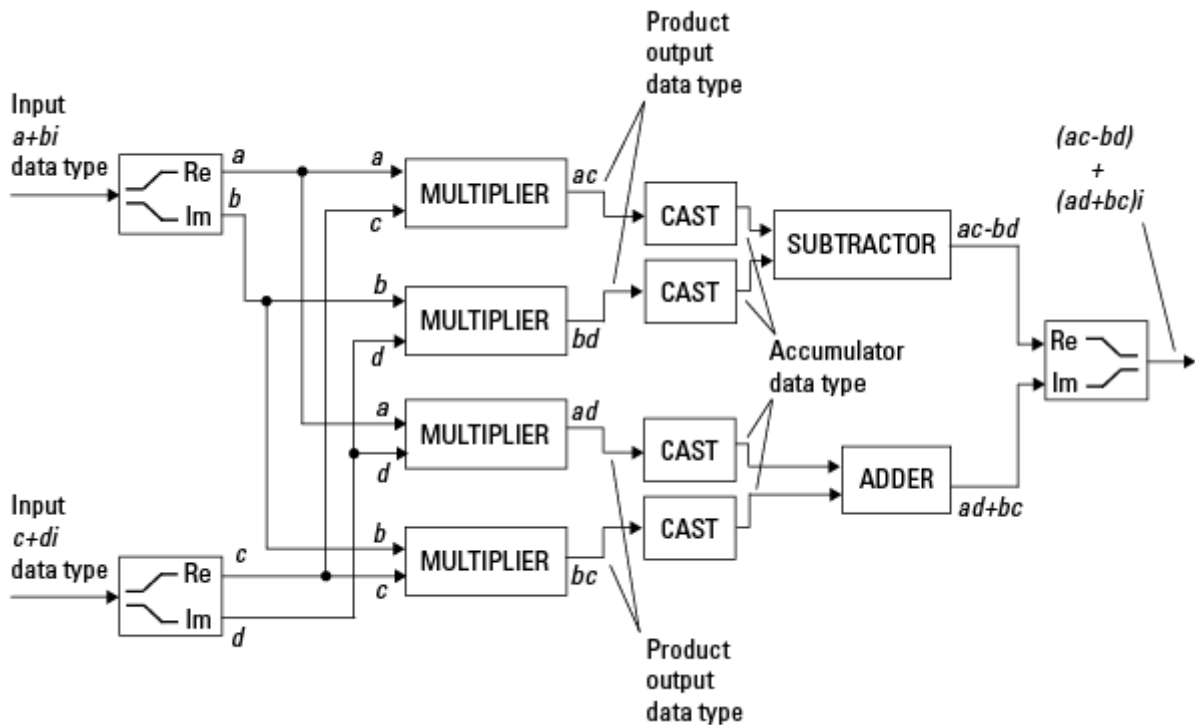 Product
output
data type
Input
a+bi
data type
(ac-bd)
+
(ad+bc)i
Re
Im
a
b
a
c
MULTIPLIER
ac
CAST
SUBTRACTOR
ac-bd
b
d
MULTIPLIER
bd
CAST
Accumulator
data type
Re
Im
a
d
MULTIPLIER
ad
CAST
ADDER
ad+bc
Input
c+di
data type
Re
Im
c
d
b
c
MULTIPLIER
bc
CAST
Product
output
data type